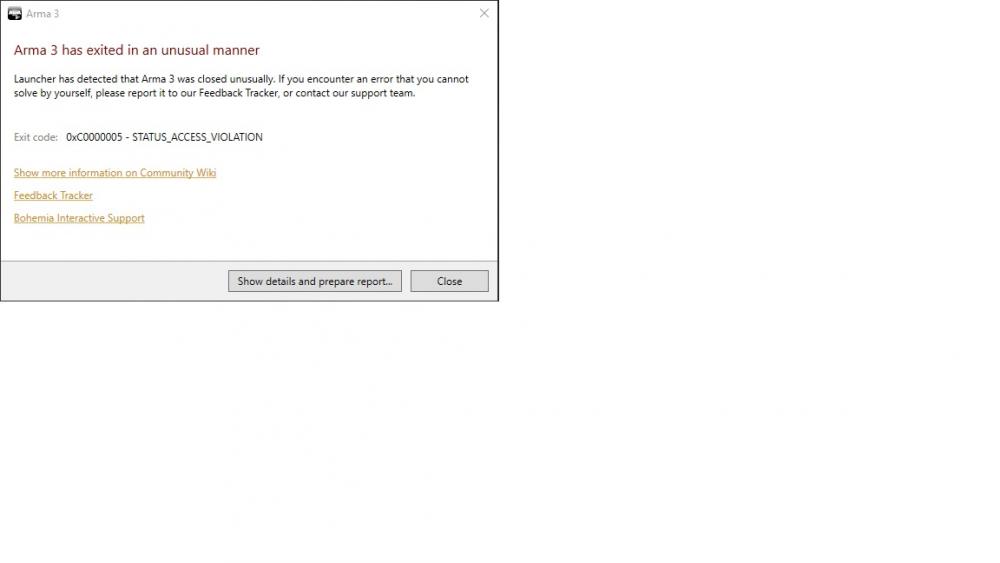 Arma 3
Arma 3 has exited in an unusual manner
Launcher has detected that Arma 3 was closed unusually. If you encounter an error that you cannot
solve by yourself, please report it to our Feedback Tracker, or contact our support team.
Exit code: 0xC0000005 - STATUS_ACCESS_VIOLATION
Show more information on Community Wiki
Feedback Tracker
Bohemia Interactive Support
Show details and prepare report... Close